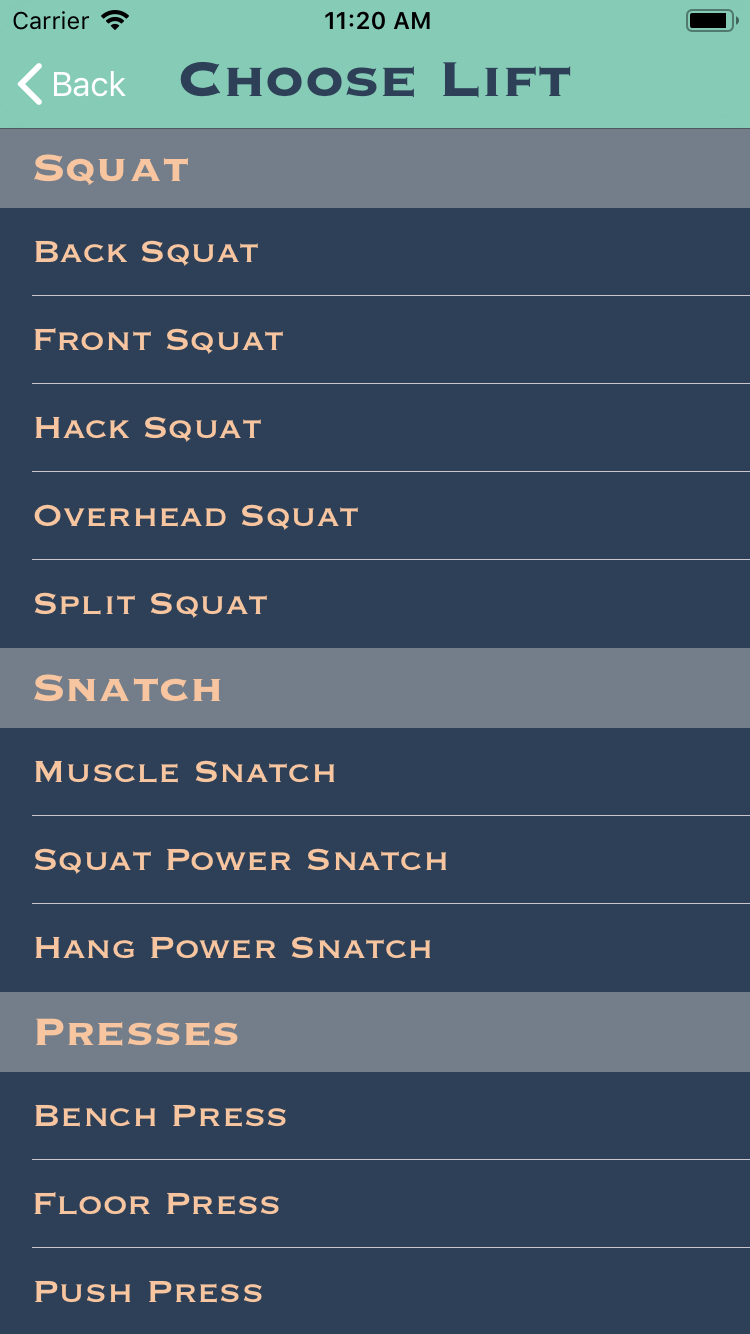 Carrier 11:20 AM
Back Choose Lift
Squat
Back Squat
Front Squat
Hack Squat
Overhead Squat
Split Squat
Snatch
Muscle Snatch
Squat Power Snatch
Hang Power Snatch
Presses
Bench Press
Floor Press
Push Press